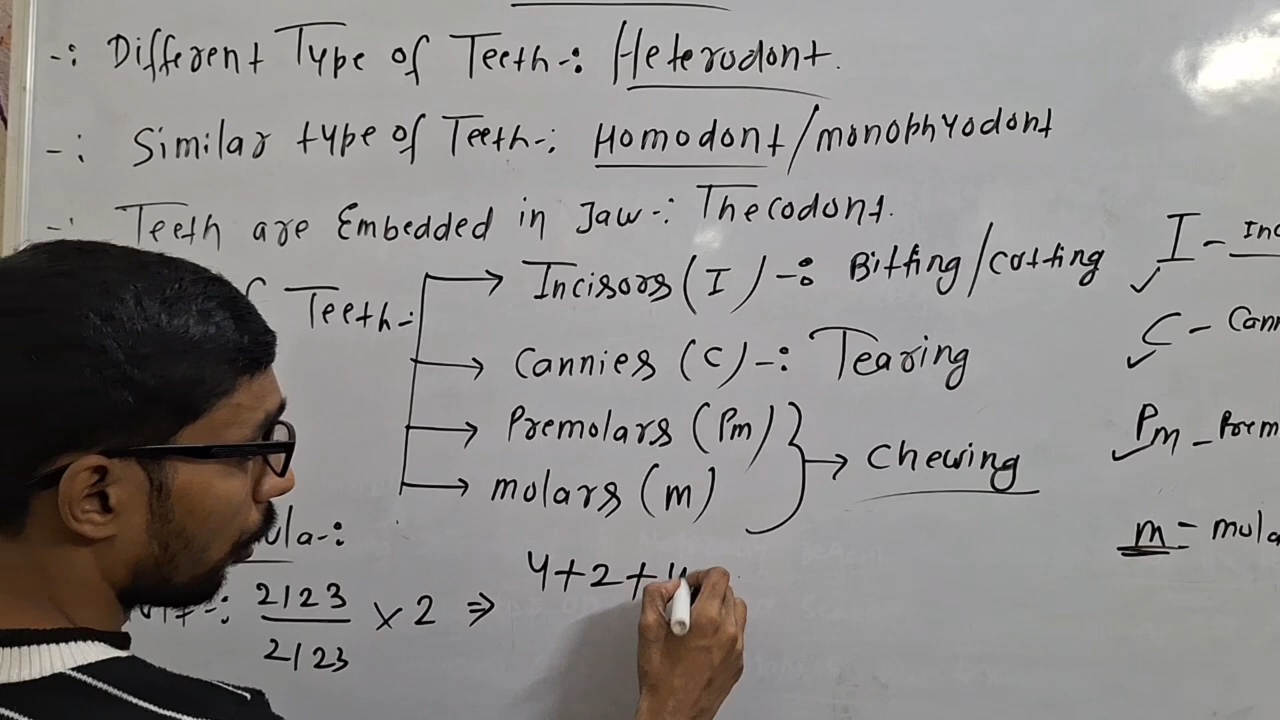 -: Different Type of Teeth-: Heterodont.
-: Similar type of Teeth-: Homodont/monophyodont
-: Teeth are Embedded in Jaw-: Thecodont.
Teeth-:
Incisors (I) -: Bitting/Cutting
Cannies (C) -: Tearing
Premolars (Pm)
molars (m)
Chewing
I - Inc
C - Cann
Pm - Prem
m - mola
ula-:
2123
2123
× 2 ⇒ 4+2+4